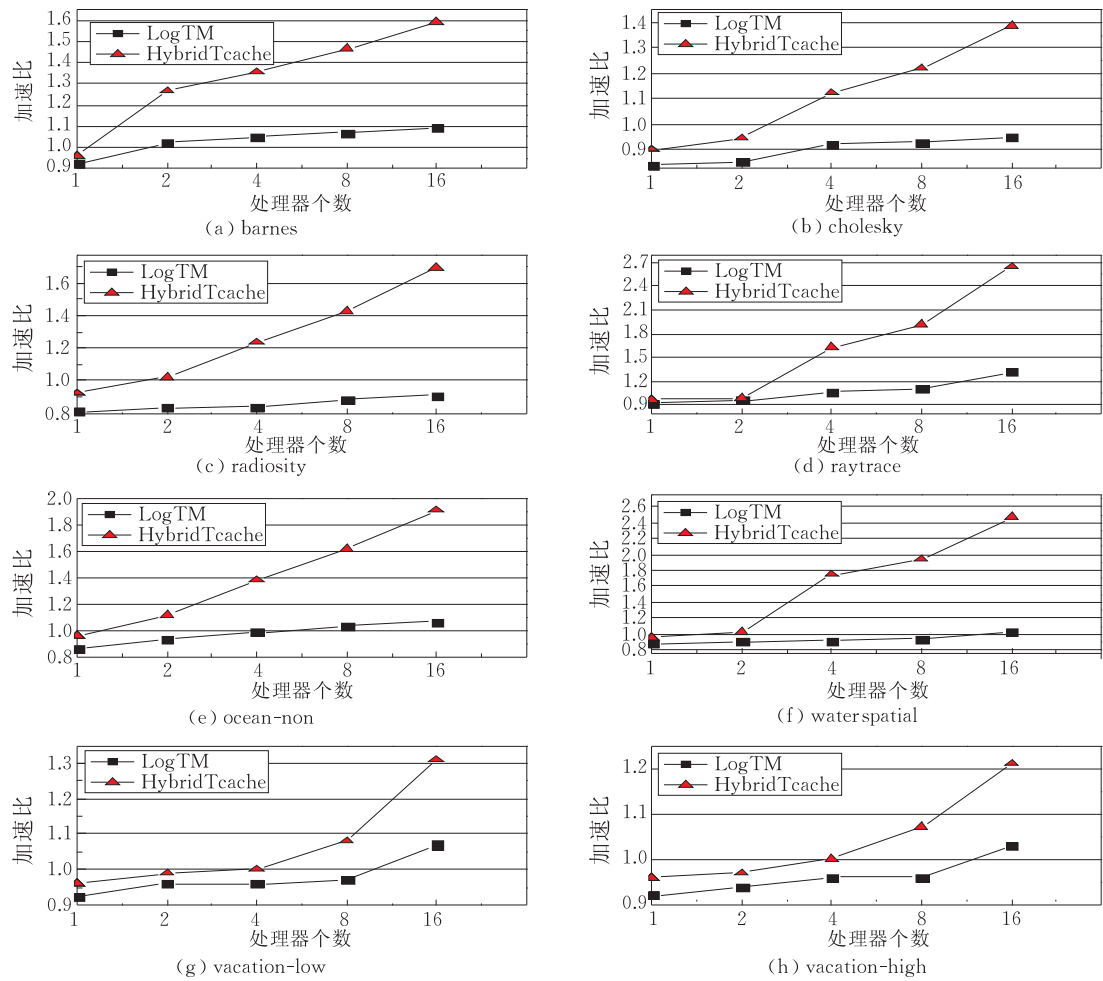 1.6
1.5
1.4
1.3
1.2
1.1
1.0
0.9
加速比
LogTM
HybridTcache
1 2 4 8 16
处理器个数
(a) barnes
1.4
1.3
1.2
1.1
1.0
0.9
加速比
LogTM
HybridTcache
1 2 4 8 16
处理器个数
(b) cholesky
1.6
1.4
1.2
1.0
0.8
加速比
LogTM
HybridTcache
1 2 4 8 16
处理器个数
(c) radiosity
2.7
2.4
2.1
1.8
1.5
1.2
0.9
加速比
LogTM
HybridTcache
1 2 4 8 16
处理器个数
(d) raytrace
2.0
1.8
1.6
1.4
1.2
1.0
0.8
加速比
LogTM
HybridTcache
1 2 4 8 16
处理器个数
(e) ocean-non
2.6
2.4
2.2
2.0
1.8
1.6
1.4
1.2
1.0
0.8
加速比
LogTM
HybridTcache
1 2 4 8 16
处理器个数
(f) waterspatial
1.3
1.2
1.1
1.0
0.9
加速比
LogTM
HybridTcache
1 2 4 8 16
处理器个数
(g) vacation-low
1.2
1.1
1.0
0.9
加速比
LogTM
HybridTcache
1 2 4 8 16
处理器个数
(h) vacation-high